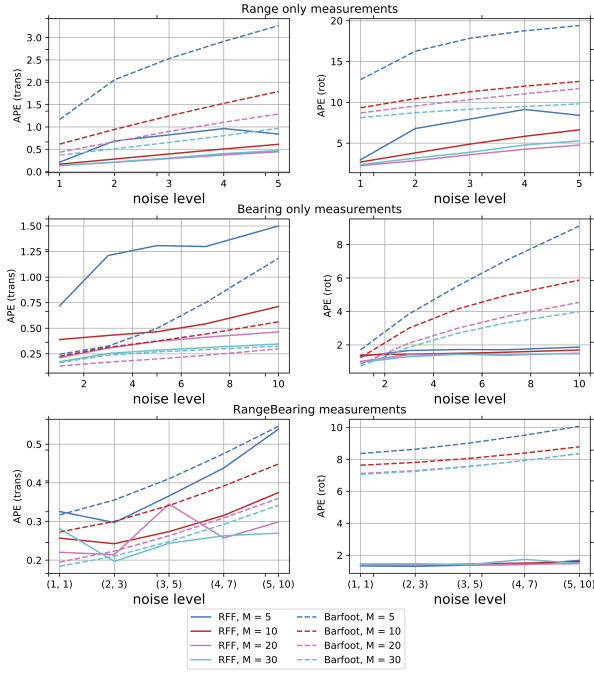 Range only measurements
APE (trans)
3.0
2.5
2.0
1.5
1.0
0.5
0.0
1 2 3 4 5
noise level
APE (rot)
20
15
10
5
1 2 3 4 5
noise level
Bearing only measurements
APE (trans)
1.50
1.25
1.00
0.75
0.50
0.25
2 4 6 8 10
noise level
APE (rot)
8
6
4
2
2 4 6 8 10
noise level
RangeBearing measurements
APE (trans)
0.5
0.4
0.3
0.2
(1, 1) (2, 3) (3, 5) (4, 7) (5, 10)
noise level
APE (rot)
10
8
6
4
2
(1, 1) (2, 3) (3, 5) (4, 7) (5, 10)
noise level
RFF, M = 5
RFF, M = 10
RFF, M = 20
RFF, M = 30
Barfoot, M = 5
Barfoot, M = 10
Barfoot, M = 20
Barfoot, M = 30